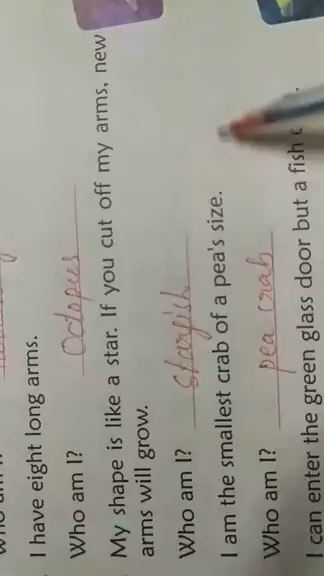 I have eight long arms.
Who am I? Octopus
My shape is like a star. If you cut off my arms, new
arms will grow.
Who am I? starfish
I am the smallest crab of a pea's size.
Who am I? pea crab
I can enter the green glass door but a fish